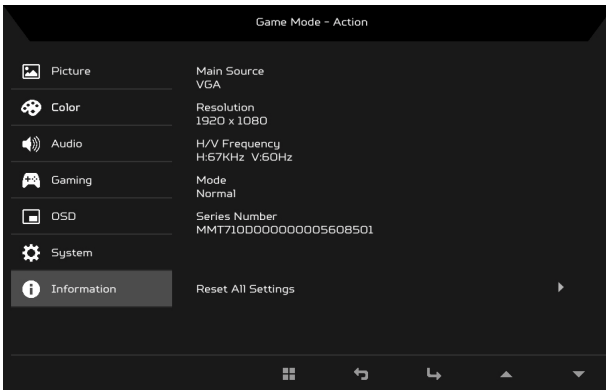 Game Mode - Action
Picture
Color
Audio
Gaming
OSD
System
Information
Main Source
VGA
Resolution
1920 x 1080
H/V Frequency
H:67KHz V:60Hz
Mode
Normal
Series Number
MMT710D000000005608501
Reset All Settings